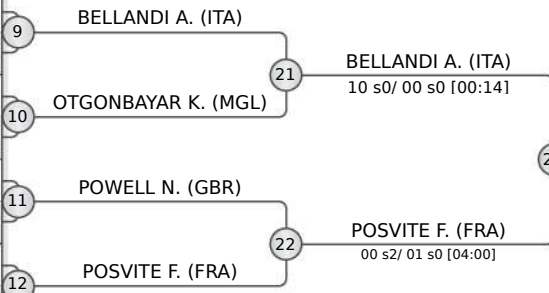 BELLANDI A. (ITA)
9
21
BELLANDI A. (ITA)
10 s0/ 00 s0 [00:14]
OTGONBAYAR K. (MGL)
10
2
POWELL N. (GBR)
11
22
POSVITE F. (FRA)
00 s2/ 01 s0 [04:00]
POSVITE F. (FRA)
12